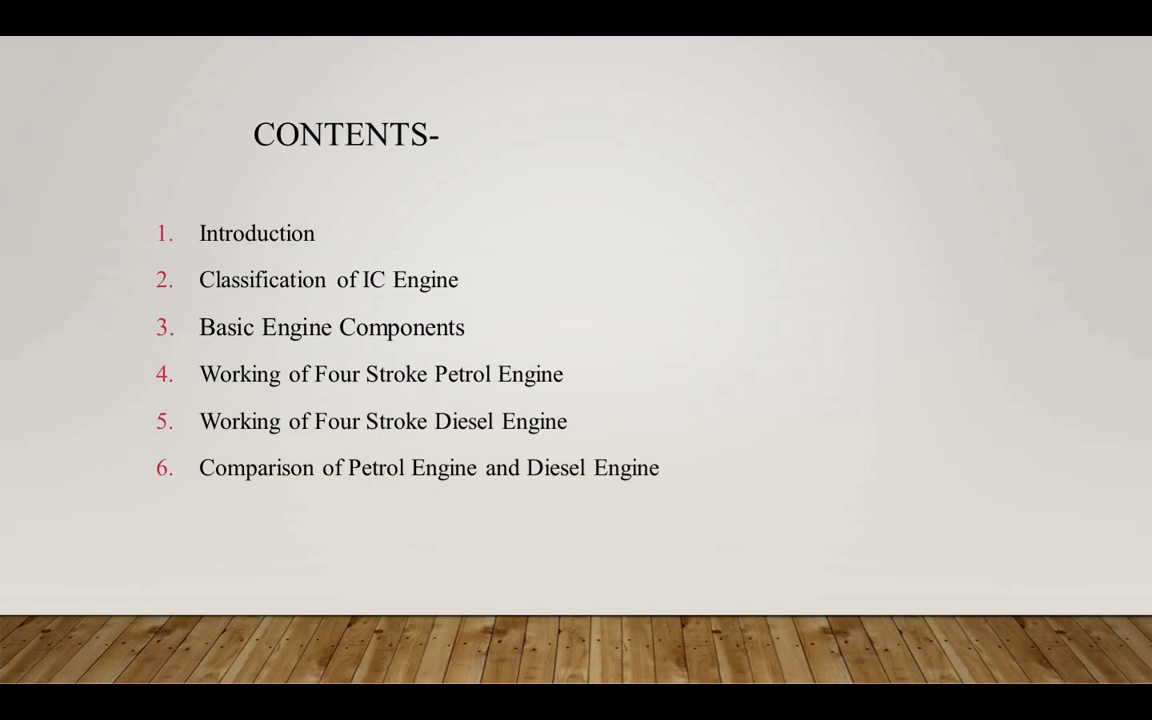 CONTENTS-
1. Introduction
2. Classification of IC Engine
3. Basic Engine Components
4. Working of Four Stroke Petrol Engine
5. Working of Four Stroke Diesel Engine
6. Comparison of Petrol Engine and Diesel Engine